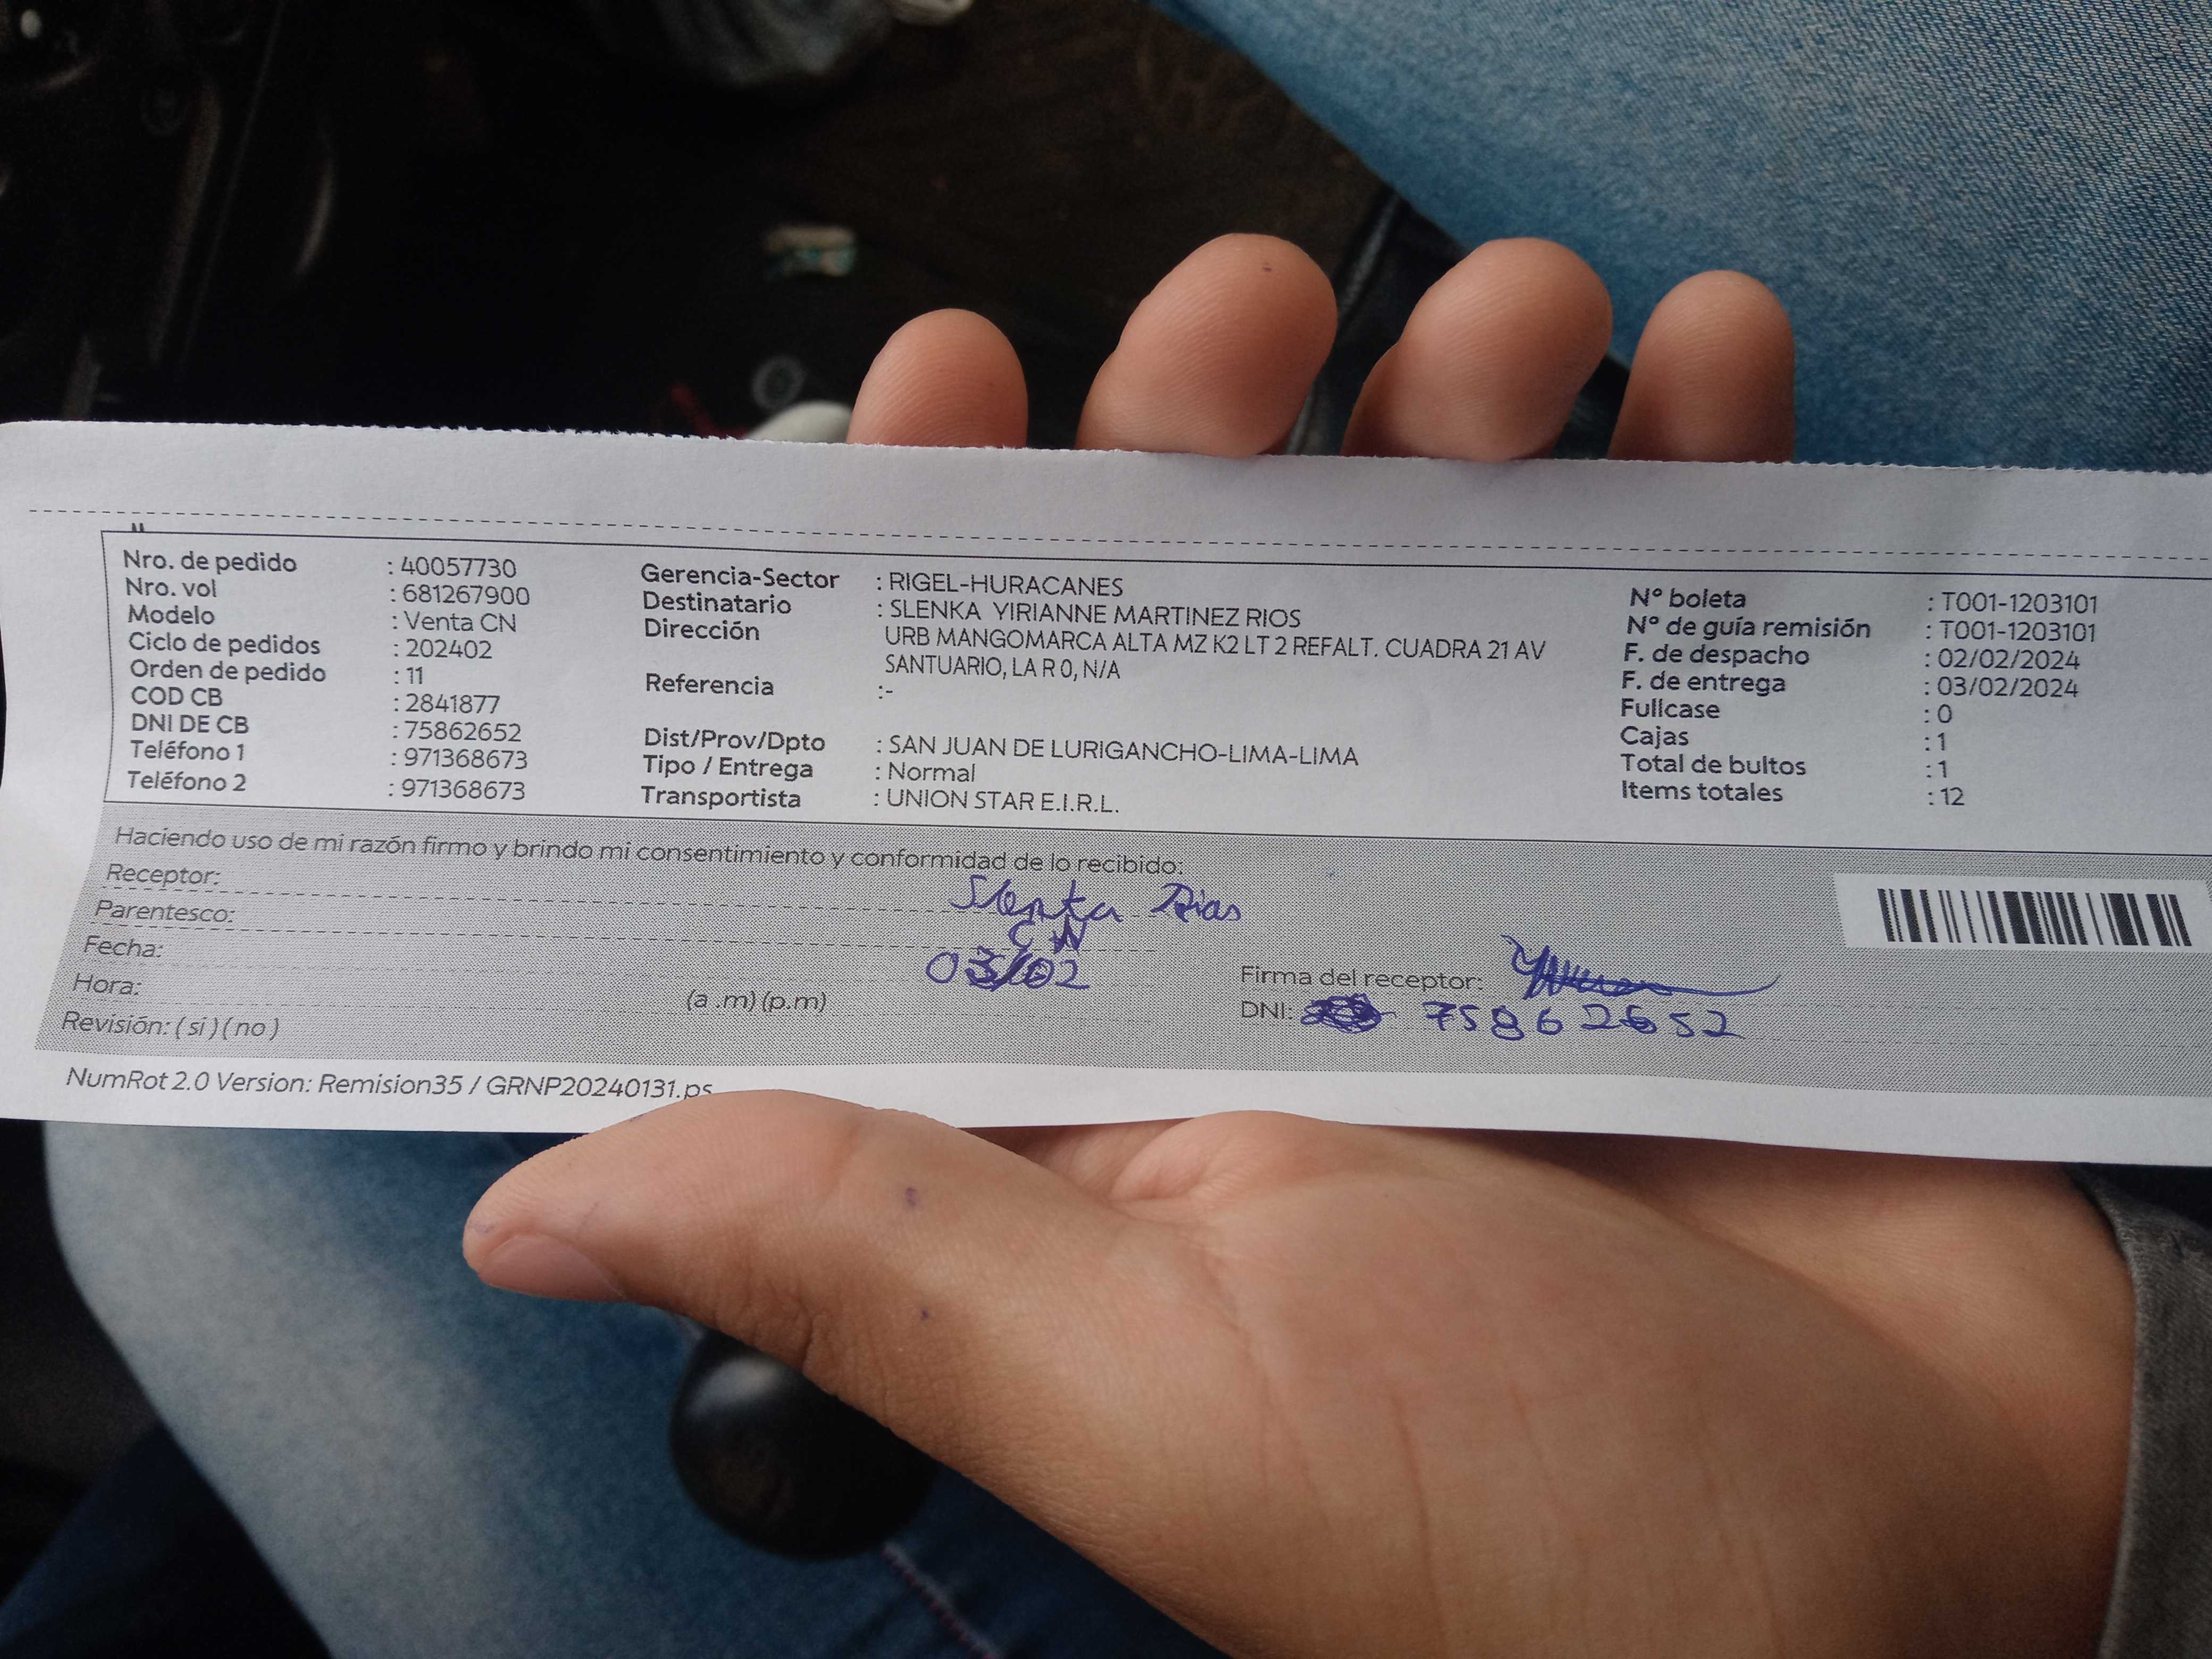 Nro. de pedido : 40057730
Nro. vol : 681267900
Modelo : Venta CN
Ciclo de pedidos : 202402
Orden de pedido : 11
COD CB : 2841877
DNI DE CB : 75862652
Teléfono 1 : 971368673
Teléfono 2 : 971368673
Gerencia-Sector : RIGEL-HURACANES
Destinatario : SLENKA YIRIANNE MARTINEZ RIOS
Dirección URB MANGOMARCA ALTA MZ K2 LT 2 REFALT. CUADRA 21 AV
SANTUARIO, LA R 0, N/A
Referencia :-
Dist/Prov/Dpto : SAN JUAN DE LURIGANCHO-LIMA-LIMA
Tipo / Entrega : Normal
Transportista : UNION STAR E.I.R.L.
N° boleta : T001-1203101
N° de guía remisión : T001-1203101
F. de despacho : 02/02/2024
F. de entrega : 03/02/2024
Fullcase : 0
Cajas : 1
Total de bultos : 1
Items totales : 12
Haciendo uso de mi razón firmo y brindo mi consentimiento y conformidad de lo recibido:
Receptor: Slenka Rios
Parentesco: CN
Fecha: 03/02
Hora: (a .m) (p.m)
Revisión: ( si ) ( no )
Firma del receptor:
DNI: 75862652
NumRot 2.0 Version: Remision35 / GRNP20240131.ps